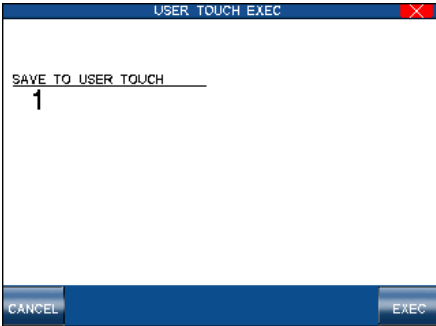 USER TOUCH EXEC
SAVE TO USER TOUCH
1
CANCEL
EXEC